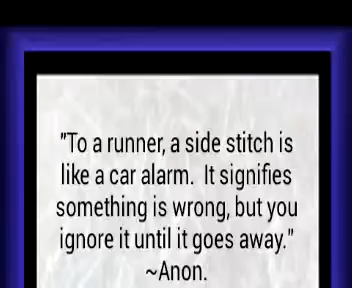 "To a runner, a side stitch is
like a car alarm.  It signifies
something is wrong, but you
ignore it until it goes away."
~Anon.